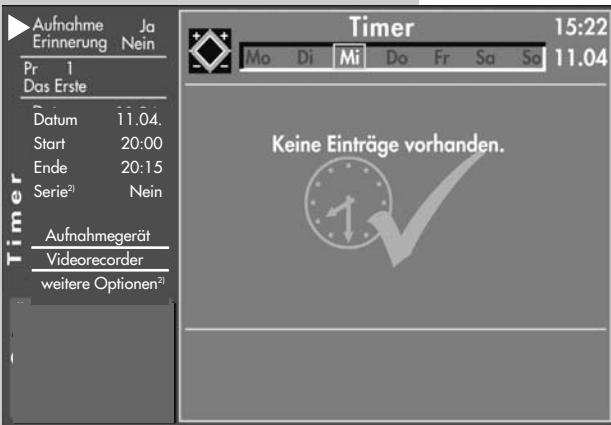 Aufnahme Ja
Erinnerung Nein
Pr 1
Das Erste
Datum 11.04.
Start 20:00
Ende 20:15
Serie²⁾ Nein
Aufnahmegerät
Videorecorder
weitere Optionen²⁾
Timer
Timer 15:22
Mo Di Mi Do Fr Sa So 11.04
Keine Einträge vorhanden.